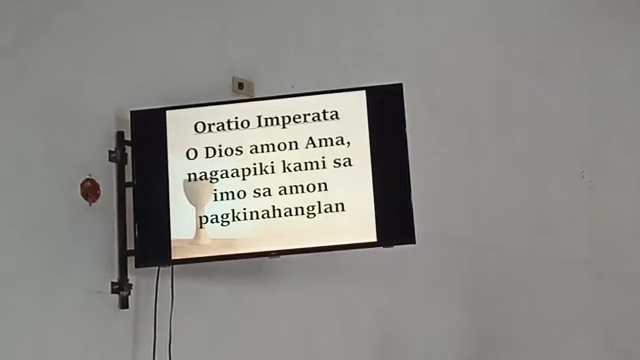 Oratio Imperata
O Dios amon Ama,
nagaapiki kami sa
imo sa amon
pagkinahanglan